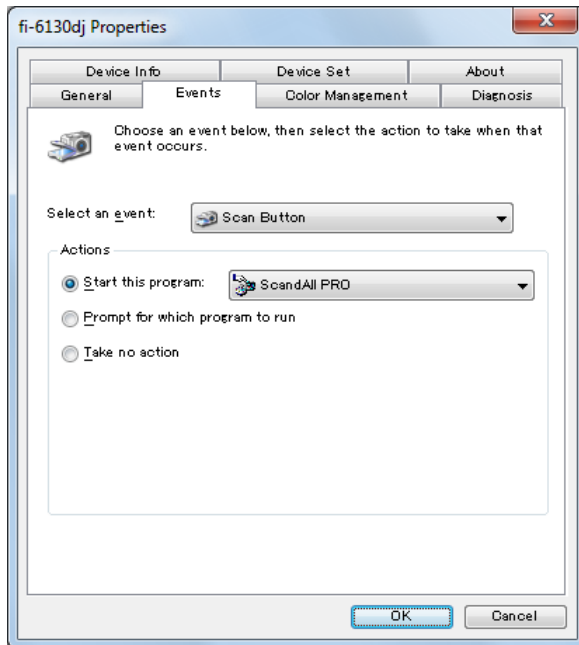 fi-6130dj Properties
Device Info Device Set About
General Events Color Management Diagnosis
Choose an event below, then select the action to take when that
event occurs.
Select an event: Scan Button
Actions
Start this program: ScandAll PRO
Prompt for which program to run
Take no action
OK Cancel